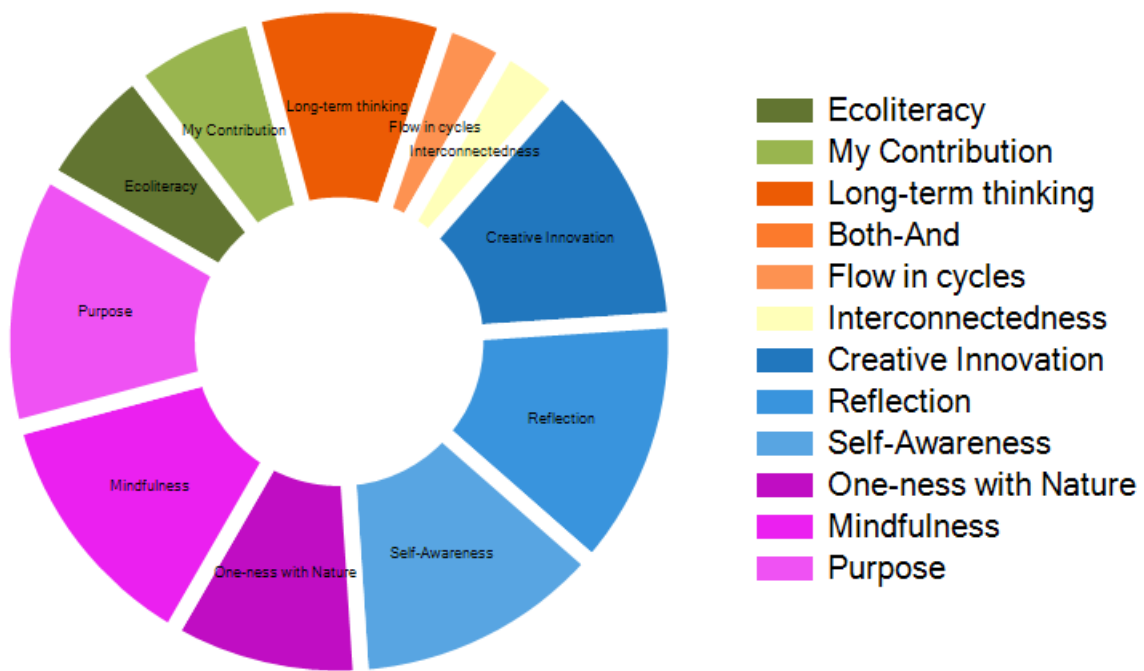 Long-term thinking
My Contribution
Flow in cycles
Interconnectedness
Ecoliteracy
Creative Innovation
Purpose
Reflection
Mindfulness
Self-Awareness
One-ness with Nature
Ecoliteracy
My Contribution
Long-term thinking
Both-And
Flow in cycles
Interconnectedness
Creative Innovation
Reflection
Self-Awareness
One-ness with Nature
Mindfulness
Purpose